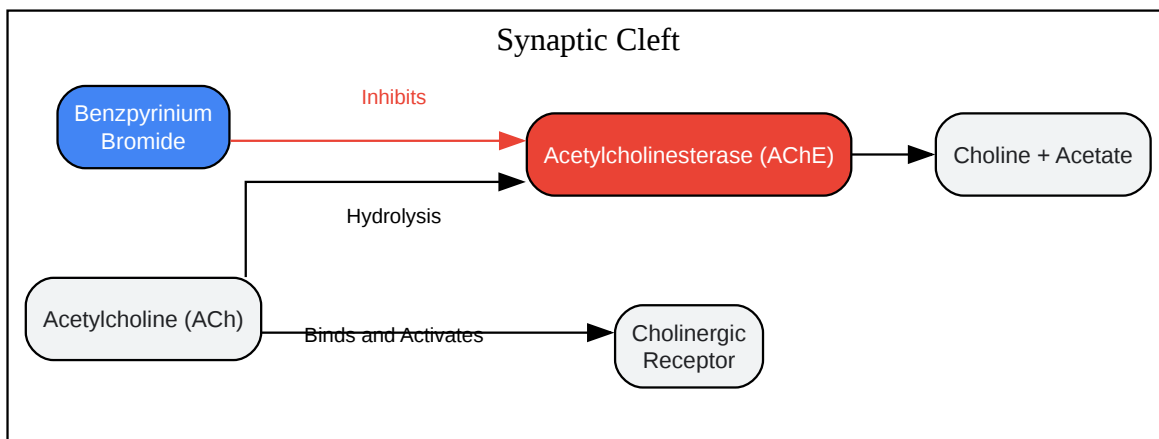 Synaptic Cleft
Benzpyrinium
Bromide
Inhibits
Acetylcholinesterase (AChE)
Choline + Acetate
Hydrolysis
Acetylcholine (ACh)
Binds and Activates
Cholinergic
Receptor